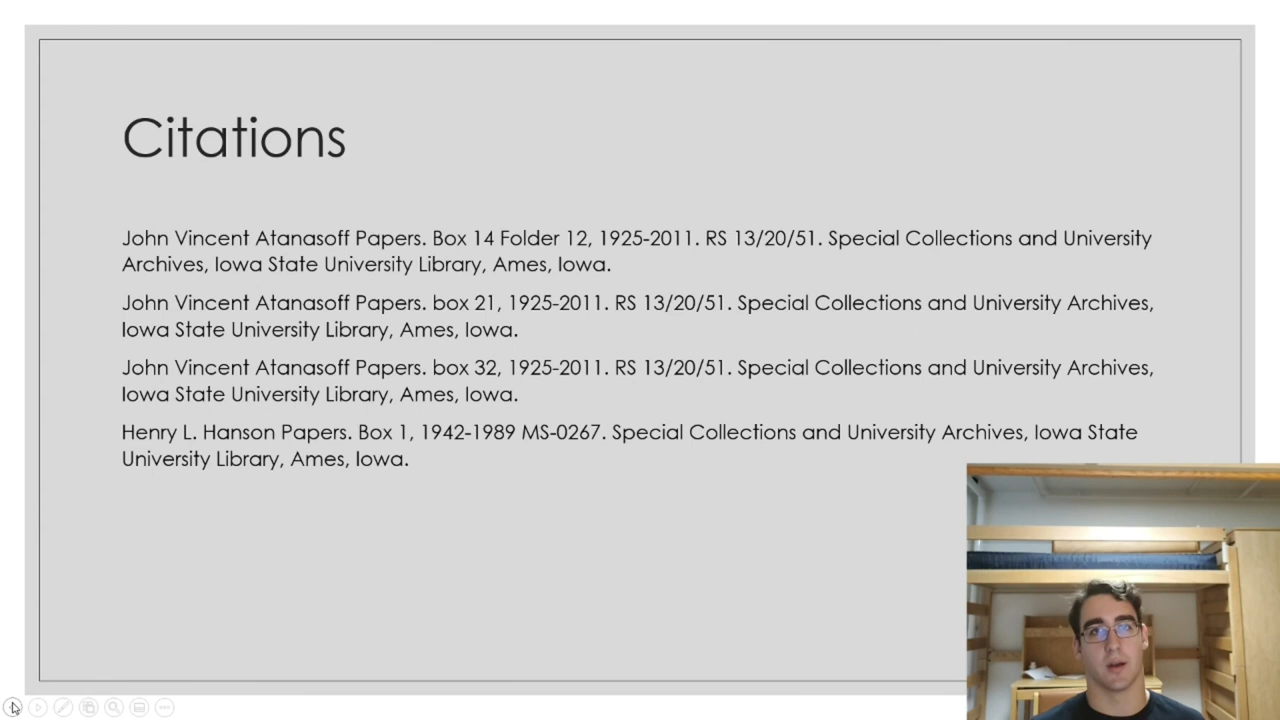 Citations
John Vincent Atanasoff Papers. Box 14 Folder 12, 1925-2011. RS 13/20/51. Special Collections and University
Archives, Iowa State University Library, Ames, Iowa.
John Vincent Atanasoff Papers. box 21, 1925-2011. RS 13/20/51. Special Collections and University Archives,
Iowa State University Library, Ames, Iowa.
John Vincent Atanasoff Papers. box 32, 1925-2011. RS 13/20/51. Special Collections and University Archives,
Iowa State University Library, Ames, Iowa.
Henry L. Hanson Papers. Box 1, 1942-1989 MS-0267. Special Collections and University Archives, Iowa State
University Library, Ames, Iowa.